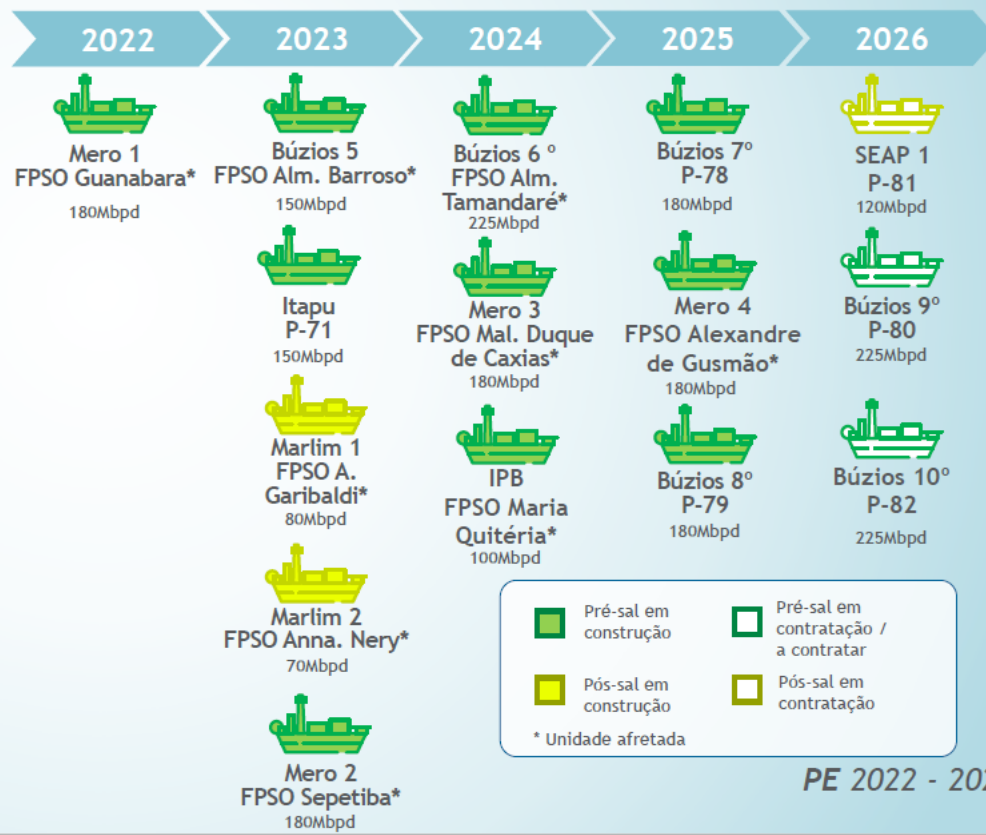 2022
2023
2024
2025
2026
Mero 1
FPSO Guanabara*
180Mbpd
Búzios 5
FPSO Alm. Barroso*
150Mbpd
Itapu
P-71
150Mbpd
Marlim 1
FPSO A.
Garibaldi*
80Mbpd
Marlim 2
FPSO Anna. Nery*
70Mbpd
Mero 2
FPSO Sepetiba*
180Mbpd
Búzios 6 º
FPSO Alm.
Tamandaré*
225Mbpd
Mero 3
FPSO Mal. Duque
de Caxias*
180Mbpd
IPB
FPSO Maria
Quitéria*
100Mbpd
Búzios 7º
P-78
180Mbpd
Mero 4
FPSO Alexandre
de Gusmão*
180Mbpd
Búzios 8º
P-79
180Mbpd
SEAP 1
P-81
120Mbpd
Búzios 9º
P-80
225Mbpd
Búzios 10º
P-82
225Mbpd
Pré-sal em
construção
Pré-sal em
contratação /
a contratar
Pós-sal em
construção
Pós-sal em
contratação
* Unidade afretada
PE 2022 - 202